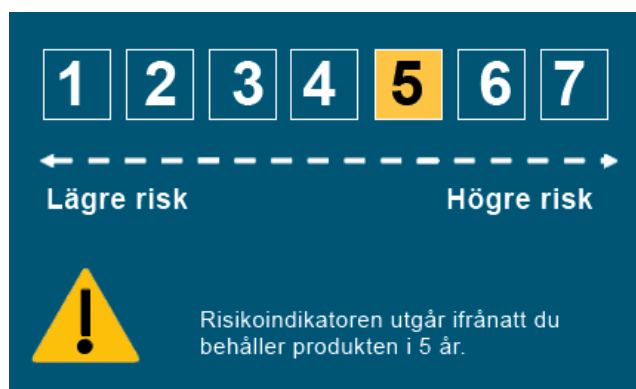 1 2 3 4 5 6 7
Lägre risk Högre risk
Risikoindikatoren utgår ifrånatt du
behåller produkten i 5 år.